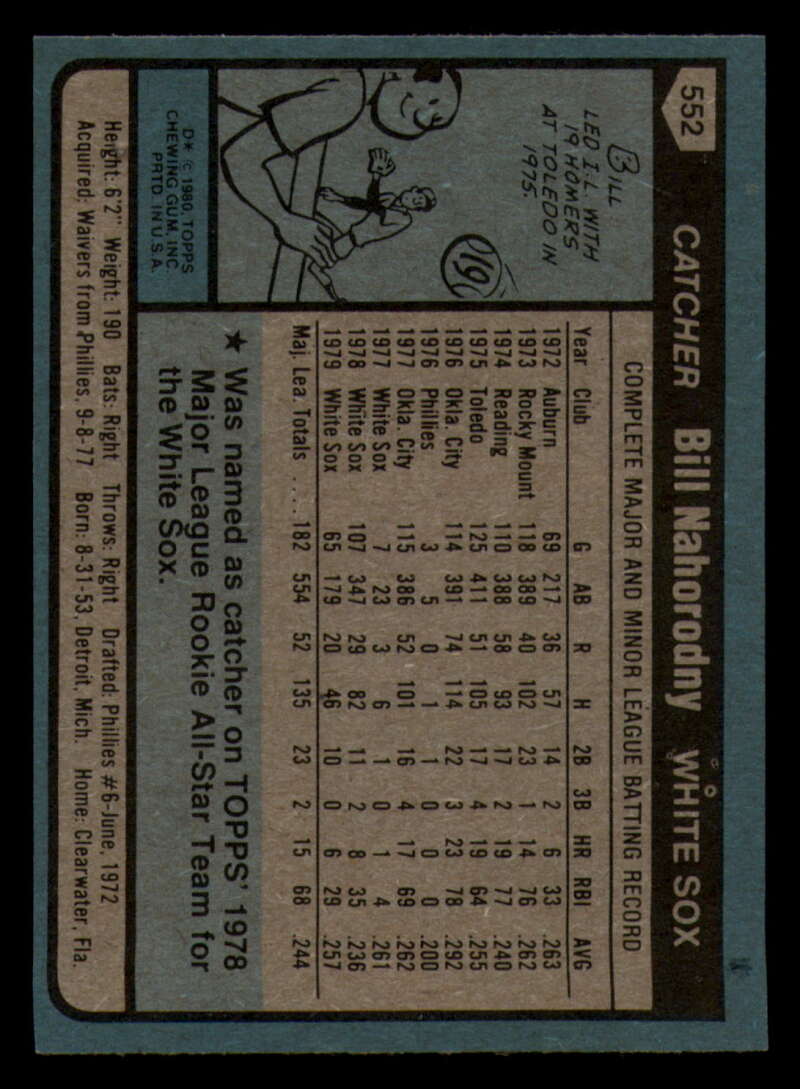 552 CATCHER Bill Nahorodny WHITE SOX
BILL
LED I.L. WITH
19 HOMERS
AT TOLEDO IN
1975.
19
D* © 1980 TOPPS
CHEWING GUM, INC.
PRTD. IN U.S.A.
COMPLETE MAJOR AND MINOR LEAGUE BATTING RECORD
Year Club G AB R H 2B 3B HR RBI AVG
1972 Auburn 69 217 36 57 14 2 6 33 .263
1973 Rocky Mount 118 389 40 102 23 1 14 76 .262
1974 Reading 110 388 58 93 17 2 19 77 .240
1975 Toledo 125 411 51 105 17 4 19 64 .255
1976 Okla. City 114 391 74 114 22 3 23 78 .292
1976 Phillies 3 5 0 1 1 0 0 0 .200
1977 Okla. City 115 386 52 101 16 4 17 69 .262
1977 White Sox 7 23 3 6 1 0 1 4 .261
1978 White Sox 107 347 29 82 11 2 8 35 .236
1979 White Sox 65 179 20 46 10 0 6 29 .257
Maj. Lea. Totals .... 182 554 52 135 23 2 15 68 .244
★ Was named as catcher on TOPPS' 1978
Major League Rookie All-Star Team for
the White Sox.
Height: 6'2" Weight: 190 Bats: Right Throws: Right Drafted: Phillies #6-June, 1972
Acquired: Waivers from Phillies, 9-8-77 Born: 8-31-53, Detroit, Mich. Home: Clearwater, Fla.